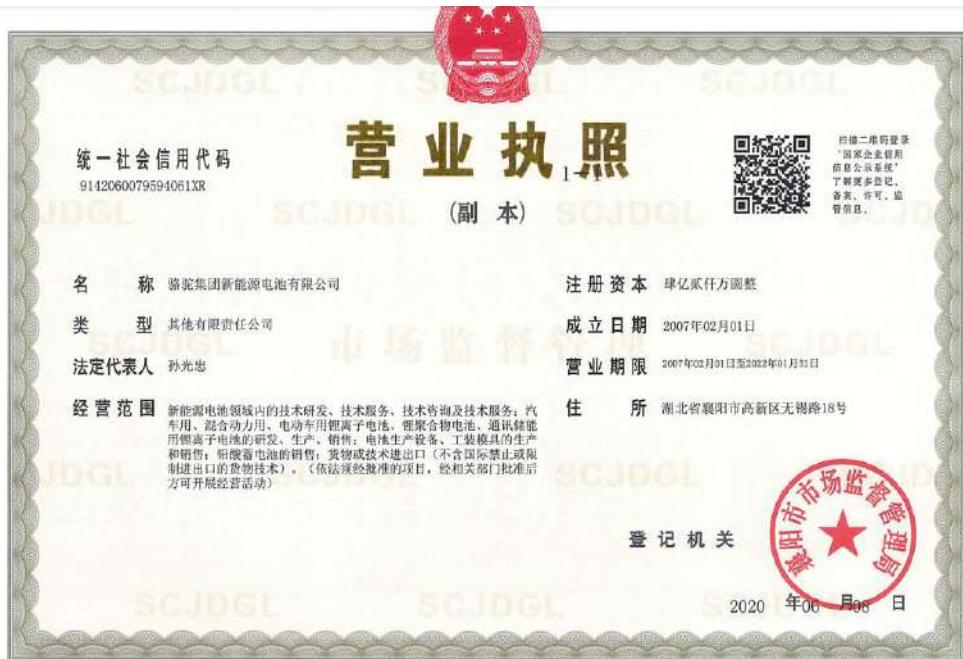 营业执照
1-1
(副 本)
统一社会信用代码
9142060079594061XR
扫描二维码登录
"国家企业信用
信息公示系统"
了解更多登记、
备案、许可、监
管信息。
名 称 骆驼集团新能源电池有限公司
类 型 其他有限责任公司
法定代表人 孙光忠
经营范围 新能源电池领域内的技术研发、技术服务、技术咨询及技术服务；汽
车用、混合动力用、电动车用锂离子电池、锂聚合物电池、通讯储能
用锂离子电池的研发、生产、销售；电池生产设备、工装模具的生产
和销售；铅酸蓄电池的销售；货物或技术进出口（不含国际禁止或限
制进出口的货物技术）。（依法须经批准的项目，经相关部门批准后
方可开展经营活动）
注册资本 肆亿贰仟万圆整
成立日期 2007年02月01日
营业期限 2007年02月01日至2022年01月31日
住 所 湖北省襄阳市高新区无锡路18号
登记机关
襄阳市市场监督管理局
2020 年06 月08 日
SCJDGL
市场监督管理